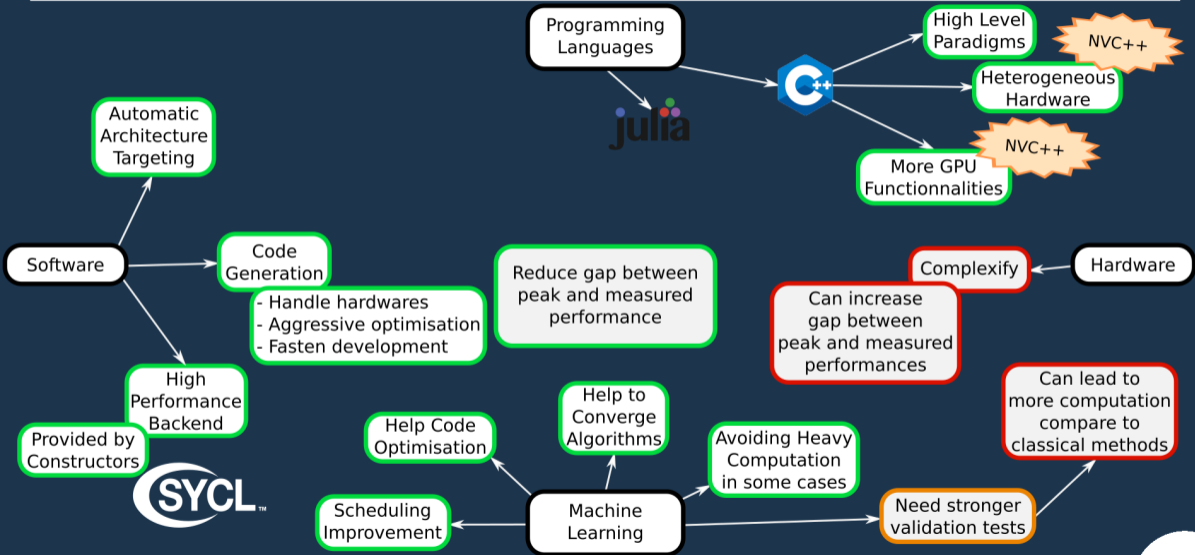 Programming
Languages
julia
C++
High Level
Paradigms
NVC++
Heterogeneous
Hardware
NVC++
More GPU
Functionnalities
Automatic
Architecture
Targeting
Software
Code
Generation
- Handle hardwares
- Aggressive optimisation
- Fasten development
High
Performance
Backend
Provided by
Constructors
SYCL™
Reduce gap between
peak and measured
performance
Hardware
Complexify
Can increase
gap between
peak and measured
performances
Machine
Learning
Help Code
Optimisation
Help to
Converge
Algorithms
Avoiding Heavy
Computation
in some cases
Scheduling
Improvement
Need stronger
validation tests
Can lead to
more computation
compare to
classical methods